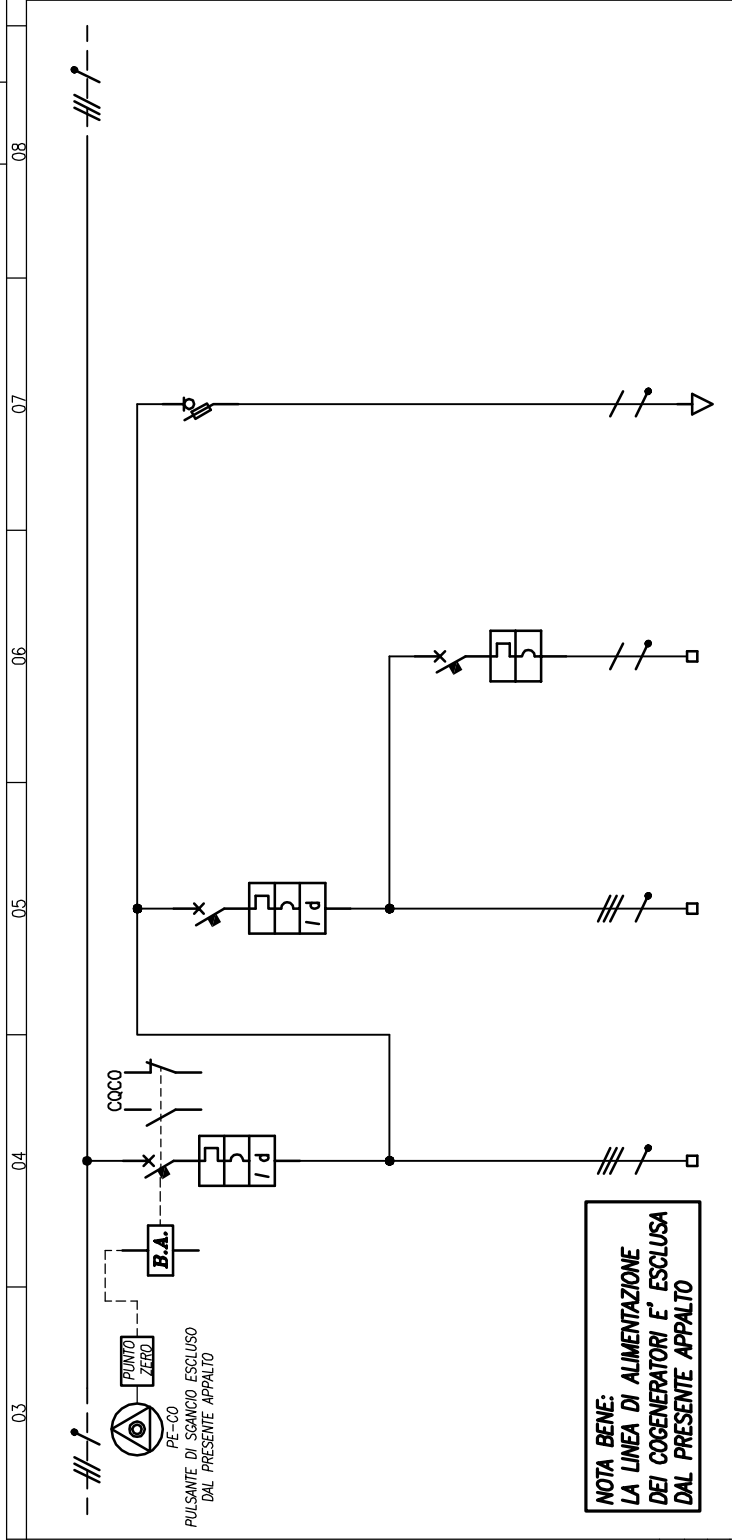 03
04
05
06
07
08
PE-CO
PULSANTE DI SGANCIO ESCLUSO
DAL PRESENTE APPALTO
PUNTO
ZERO
B.A.
CQCO
I d
I d
NOTA BENE:
LA LINEA DI ALIMENTAZIONE
DEI COGENERATORI E' ESCLUSA
DAL PRESENTE APPALTO